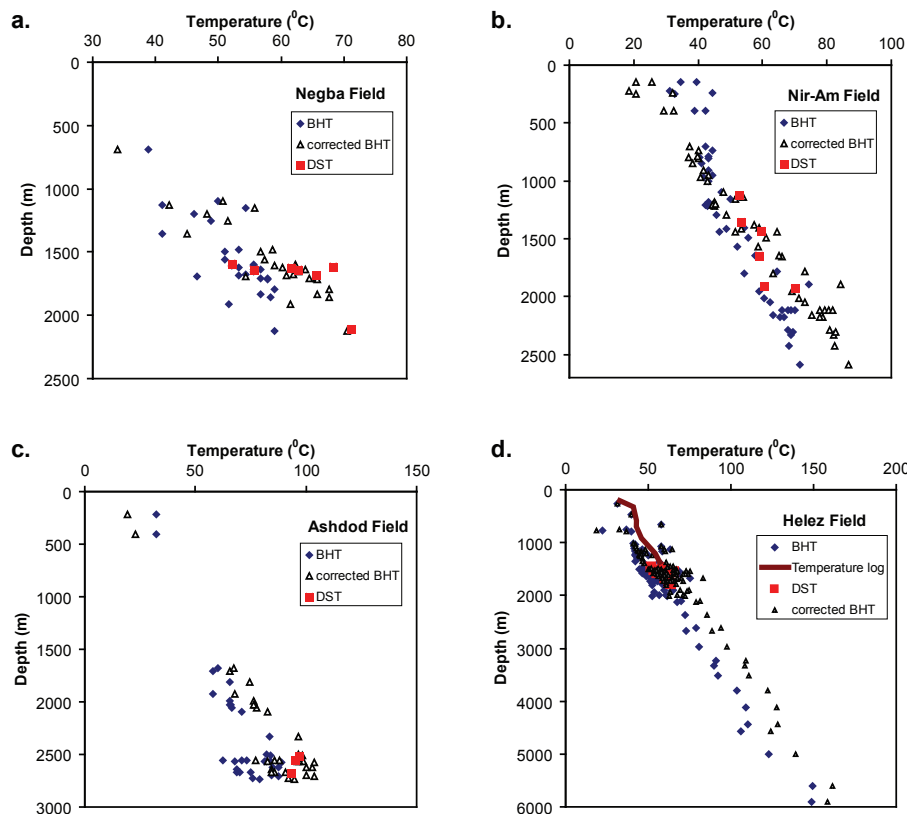 a.
Temperature (⁰C)
30 40 50 60 70 80
0
500
1000
1500
2000
2500
Depth (m)
Negba Field
BHT
corrected BHT
DST
b.
Temperature (⁰C)
0 20 40 60 80 100
0
500
1000
1500
2000
2500
Depth (m)
Nir-Am Field
BHT
corrected BHT
DST
c.
Temperature (⁰C)
0 50 100 150
0
500
1000
1500
2000
2500
3000
Depth (m)
Ashdod Field
BHT
corrected BHT
DST
d.
Temperature (⁰C)
0 50 100 150 200
0
1000
2000
3000
4000
5000
6000
Depth (m)
Helez Field
BHT
Temperature log
DST
corrected BHT